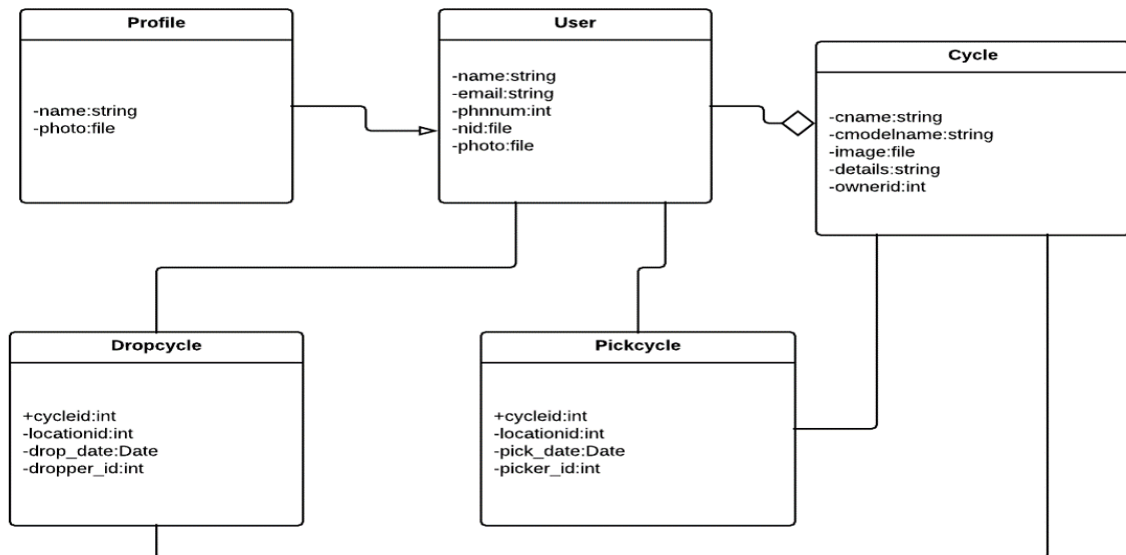 Profile
-name:string
-photo:file
User
-name:string
-email:string
-phnnum:int
-nid:file
-photo:file
Cycle
-cname:string
-cmodelname:string
-image:file
-details:string
-ownerid:int
Dropcycle
+cycleid:int
-locationid:int
-drop_date:Date
-dropper_id:int
Pickcycle
+cycleid:int
-locationid:int
-pick_date:Date
-picker_id:int